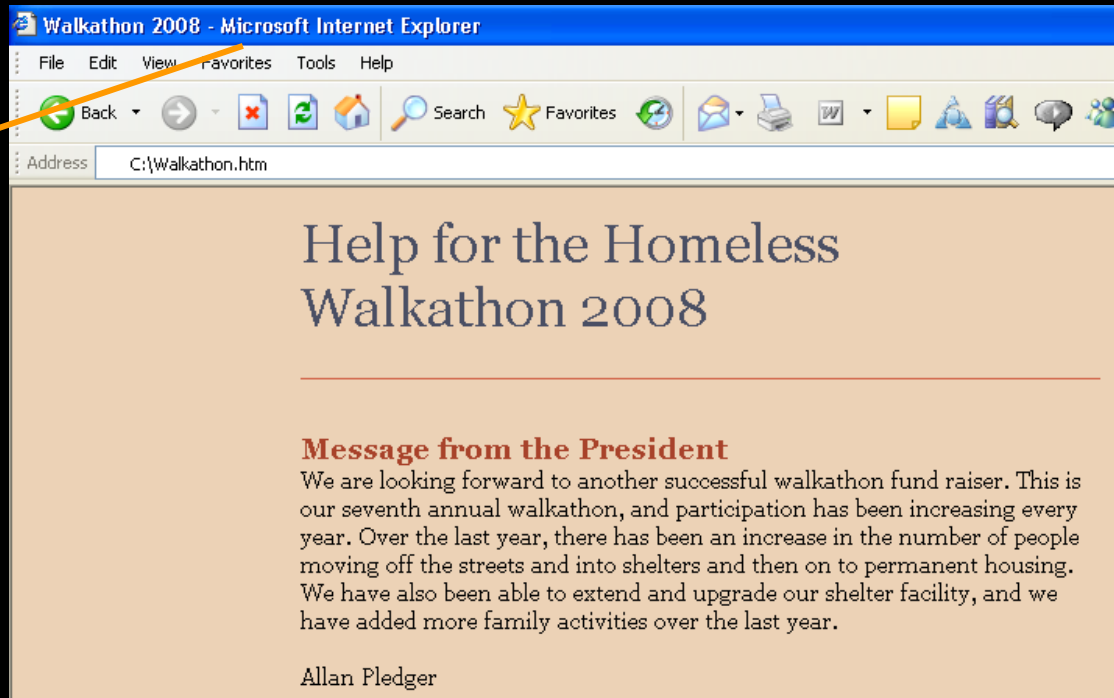 Walkathon 2008 - Microsoft Internet Explorer
File Edit View Favorites Tools Help
Back Search Favorites W
Address C:\Walkathon.htm
Help for the Homeless
Walkathon 2008
Message from the President
We are looking forward to another successful walkathon fund raiser. This is
our seventh annual walkathon, and participation has been increasing every
year. Over the last year, there has been an increase in the number of people
moving off the streets and into shelters and then on to permanent housing.
We have also been able to extend and upgrade our shelter facility, and we
have added more family activities over the last year.
Allan Pledger